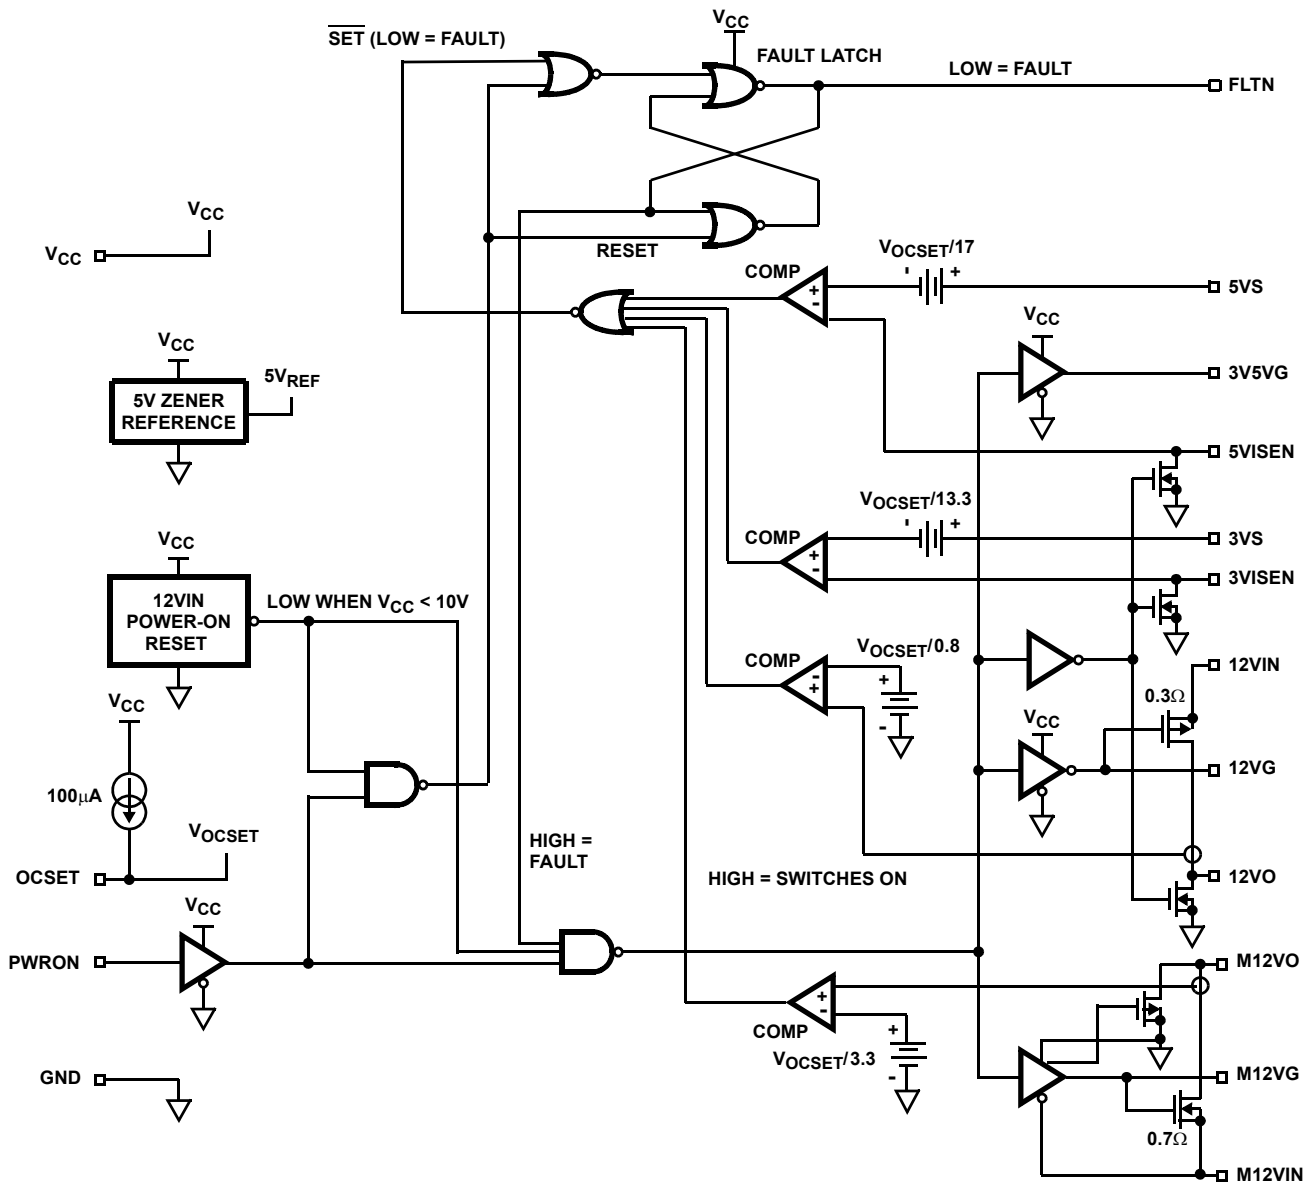 VCC
SET (LOW = FAULT)
FAULT LATCH
LOW = FAULT
FLTN
VCC
VCC
RESET
VOCSET/17
- +
COMP
+
-
5VS
VCC
3V5VG
VCC
5VREF
5V ZENER
REFERENCE
5VISEN
VOCSET/13.3
- +
COMP
+
-
3VS
3VISEN
VCC
12VIN
POWER-ON
RESET
LOW WHEN VCC < 10V
COMP
-
+
VOCSET/0.8
+
-
12VIN
0.3Ω
VCC
12VG
VCC
100µA
VOCSET
OCSET
HIGH =
FAULT
HIGH = SWITCHES ON
12VO
VCC
PWRON
M12VO
+
-
COMP
VOCSET/3.3
+
-
GND
M12VG
0.7Ω
M12VIN